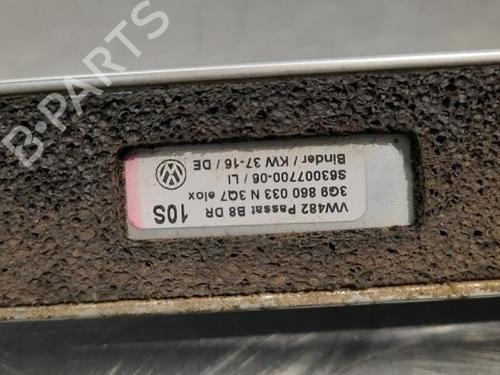 VW482 Passat B8 DR 10S
3G9 860 033 N 3Q7 elox
S63007700-06 / LI
Binder / KW 37-16 / DE
B-PARTS